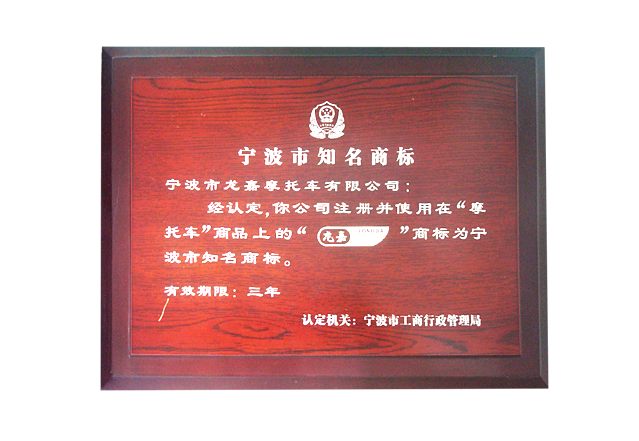 宁波市知名商标
宁波市龙嘉摩托车有限公司：
经认定,你公司注册并使用在“摩
托车”商品上的“龙嘉”商标为宁
波市知名商标。
有效期限：三年
认定机关：宁波市工商行政管理局